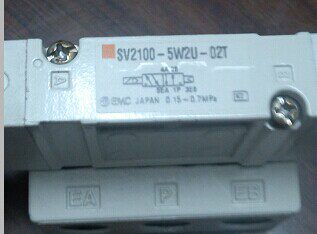 SV2100-5W2U-02T
A
4A 2B
B
5EA 1P 3EB
SMC JAPAN 0.15-0.7MPa
EA P EB